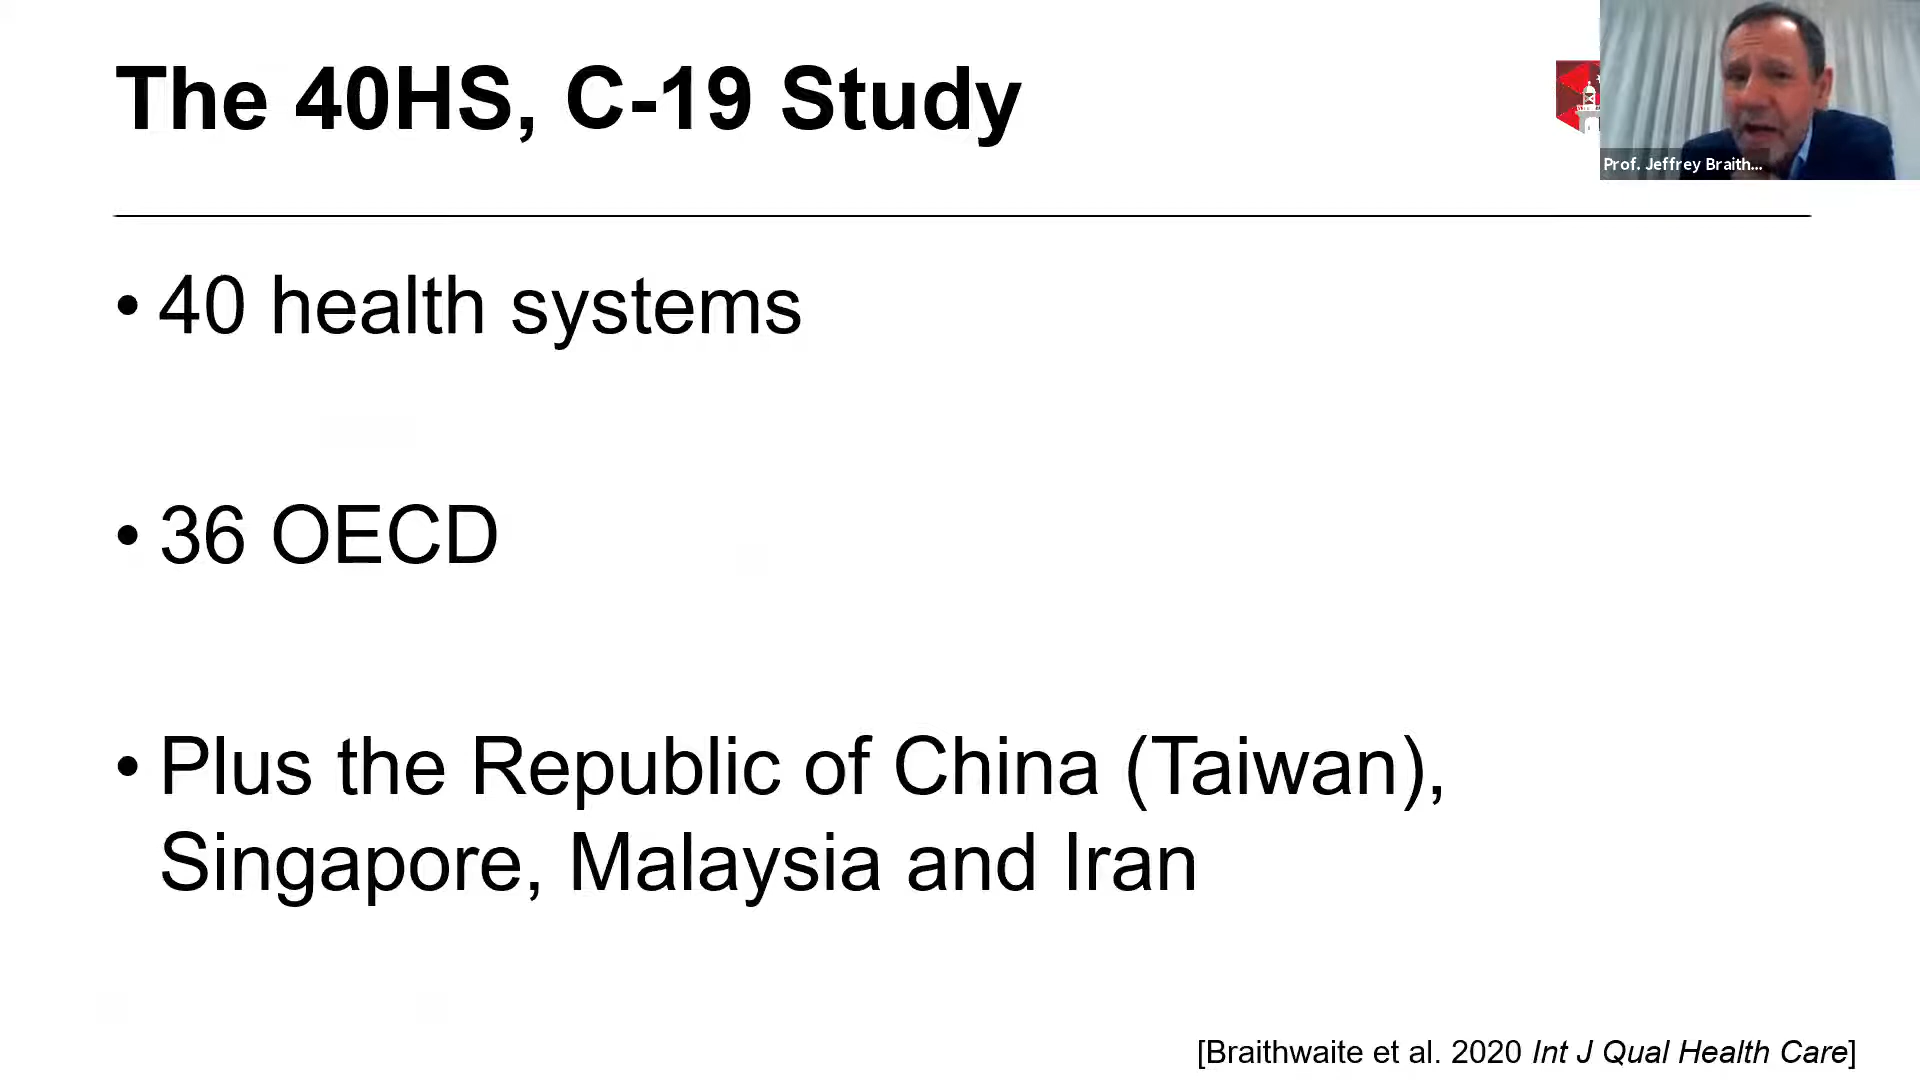 The 40HS, C-19 Study
Prof. Jeffrey Braith...
• 40 health systems
• 36 OECD
• Plus the Republic of China (Taiwan),
Singapore, Malaysia and Iran
[Braithwaite et al. 2020 Int J Qual Health Care]